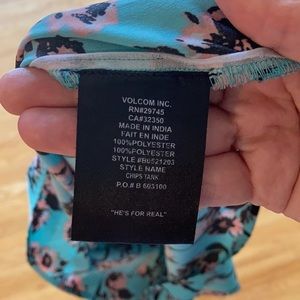 VOLCOM INC.
RN#29745
CA#32350
MADE IN INDIA
FAIT EN INDE
100%POLYESTER
100%POLYESTER
STYLE #B0521203
STYLE NAME
CHIPS TANK
P.O.# B 603100
"HE'S FOR REAL"